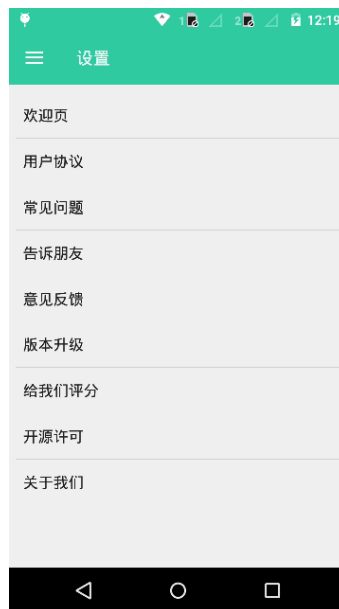 1 2 12:19
设置
欢迎页
用户协议
常见问题
告诉朋友
意见反馈
版本升级
给我们评分
开源许可
关于我们